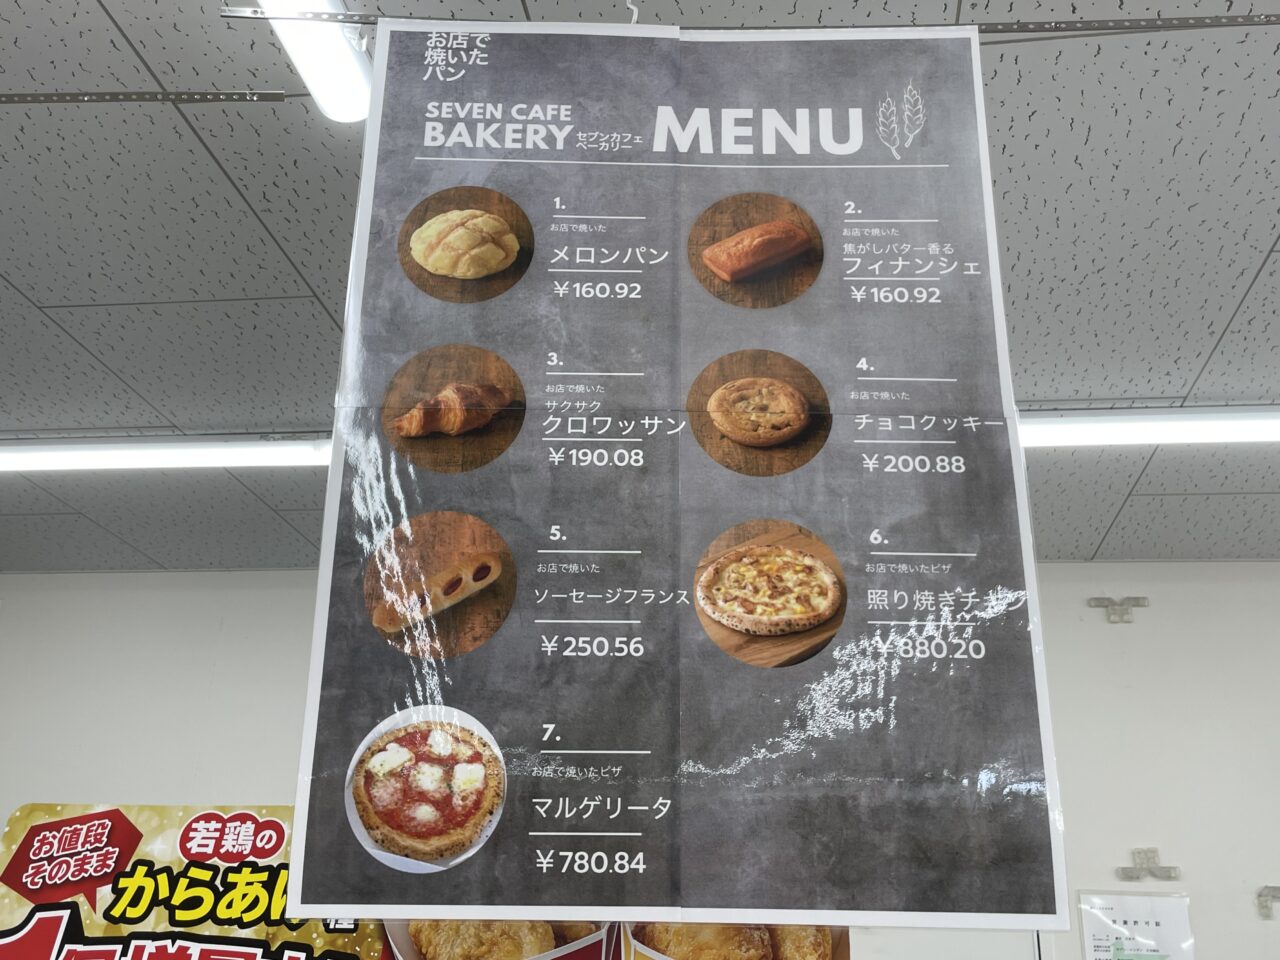 お店で
焼いた
パン
SEVEN CAFE
BAKERY
セブンカフェ
ベーカリー
MENU
1.
お店で焼いた
メロンパン
¥160.92
2.
お店で焼いた
焦がしバター香る
フィナンシェ
¥160.92
3.
お店で焼いた
サクサク
クロワッサン
¥190.08
4.
お店で焼いた
チョコクッキー
¥200.88
5.
お店で焼いた
ソーセージフランス
¥250.56
6.
お店で焼いたピザ
照り焼きチキン
¥880.20
7.
お店で焼いたピザ
マルゲリータ
¥780.84
お値段
そのまま
若鶏の
からあげ
営業許可証